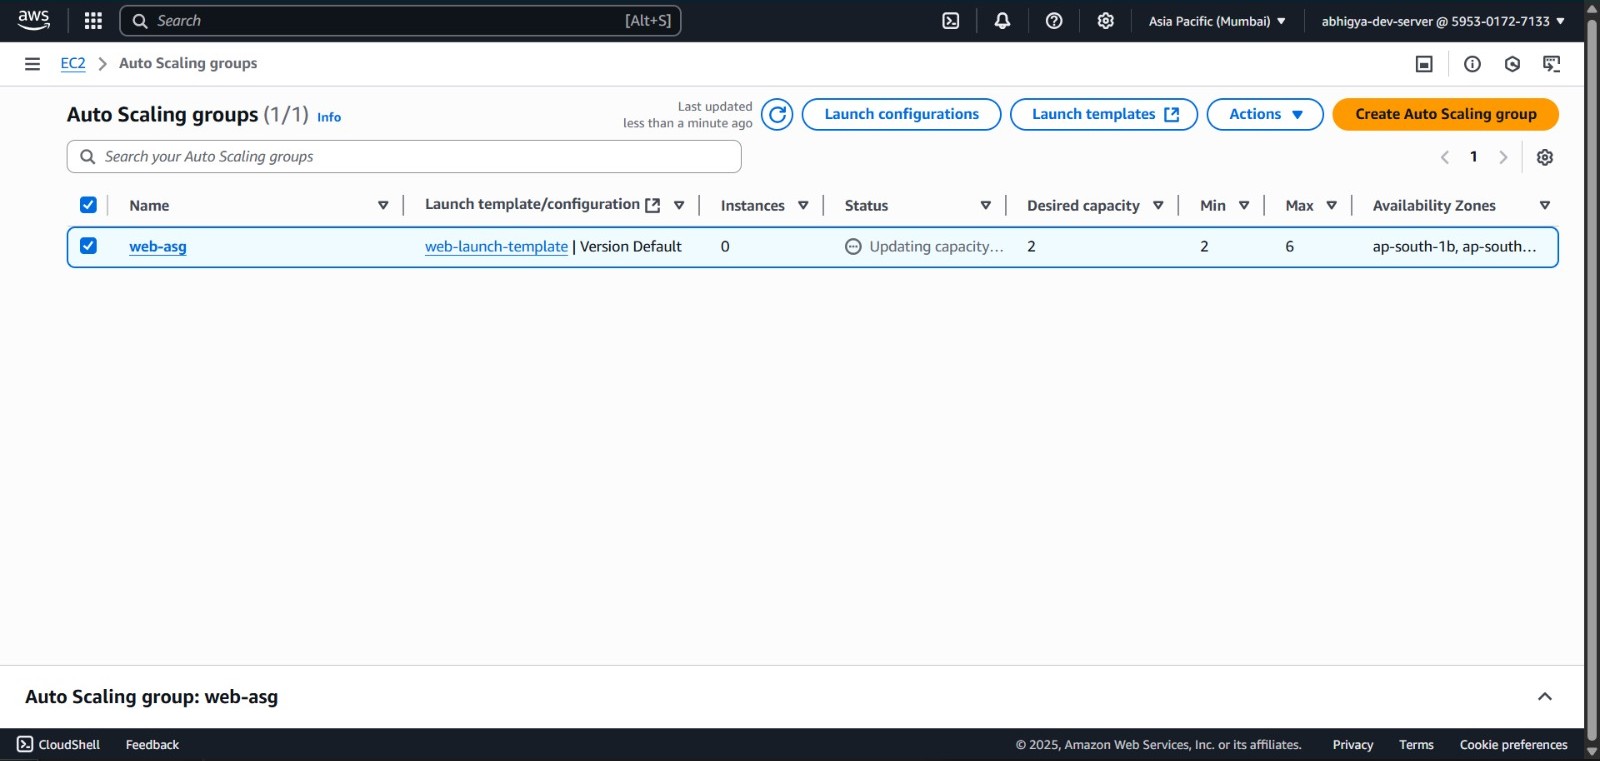 aws
Search [Alt+S] Asia Pacific (Mumbai) abhigya-dev-server @ 5953-0172-7133
EC2 Auto Scaling groups
Auto Scaling groups (1/1) Info
Last updated
less than a minute ago
Launch configurations Launch templates Actions Create Auto Scaling group
Search your Auto Scaling groups 1
Name Launch template/configuration Instances Status Desired capacity Min Max Availability Zones
web-asg web-launch-template | Version Default 0 Updating capacity... 2 2 6 ap-south-1b, ap-south...
Auto Scaling group: web-asg
CloudShell Feedback © 2025, Amazon Web Services, Inc. or its affiliates. Privacy Terms Cookie preferences